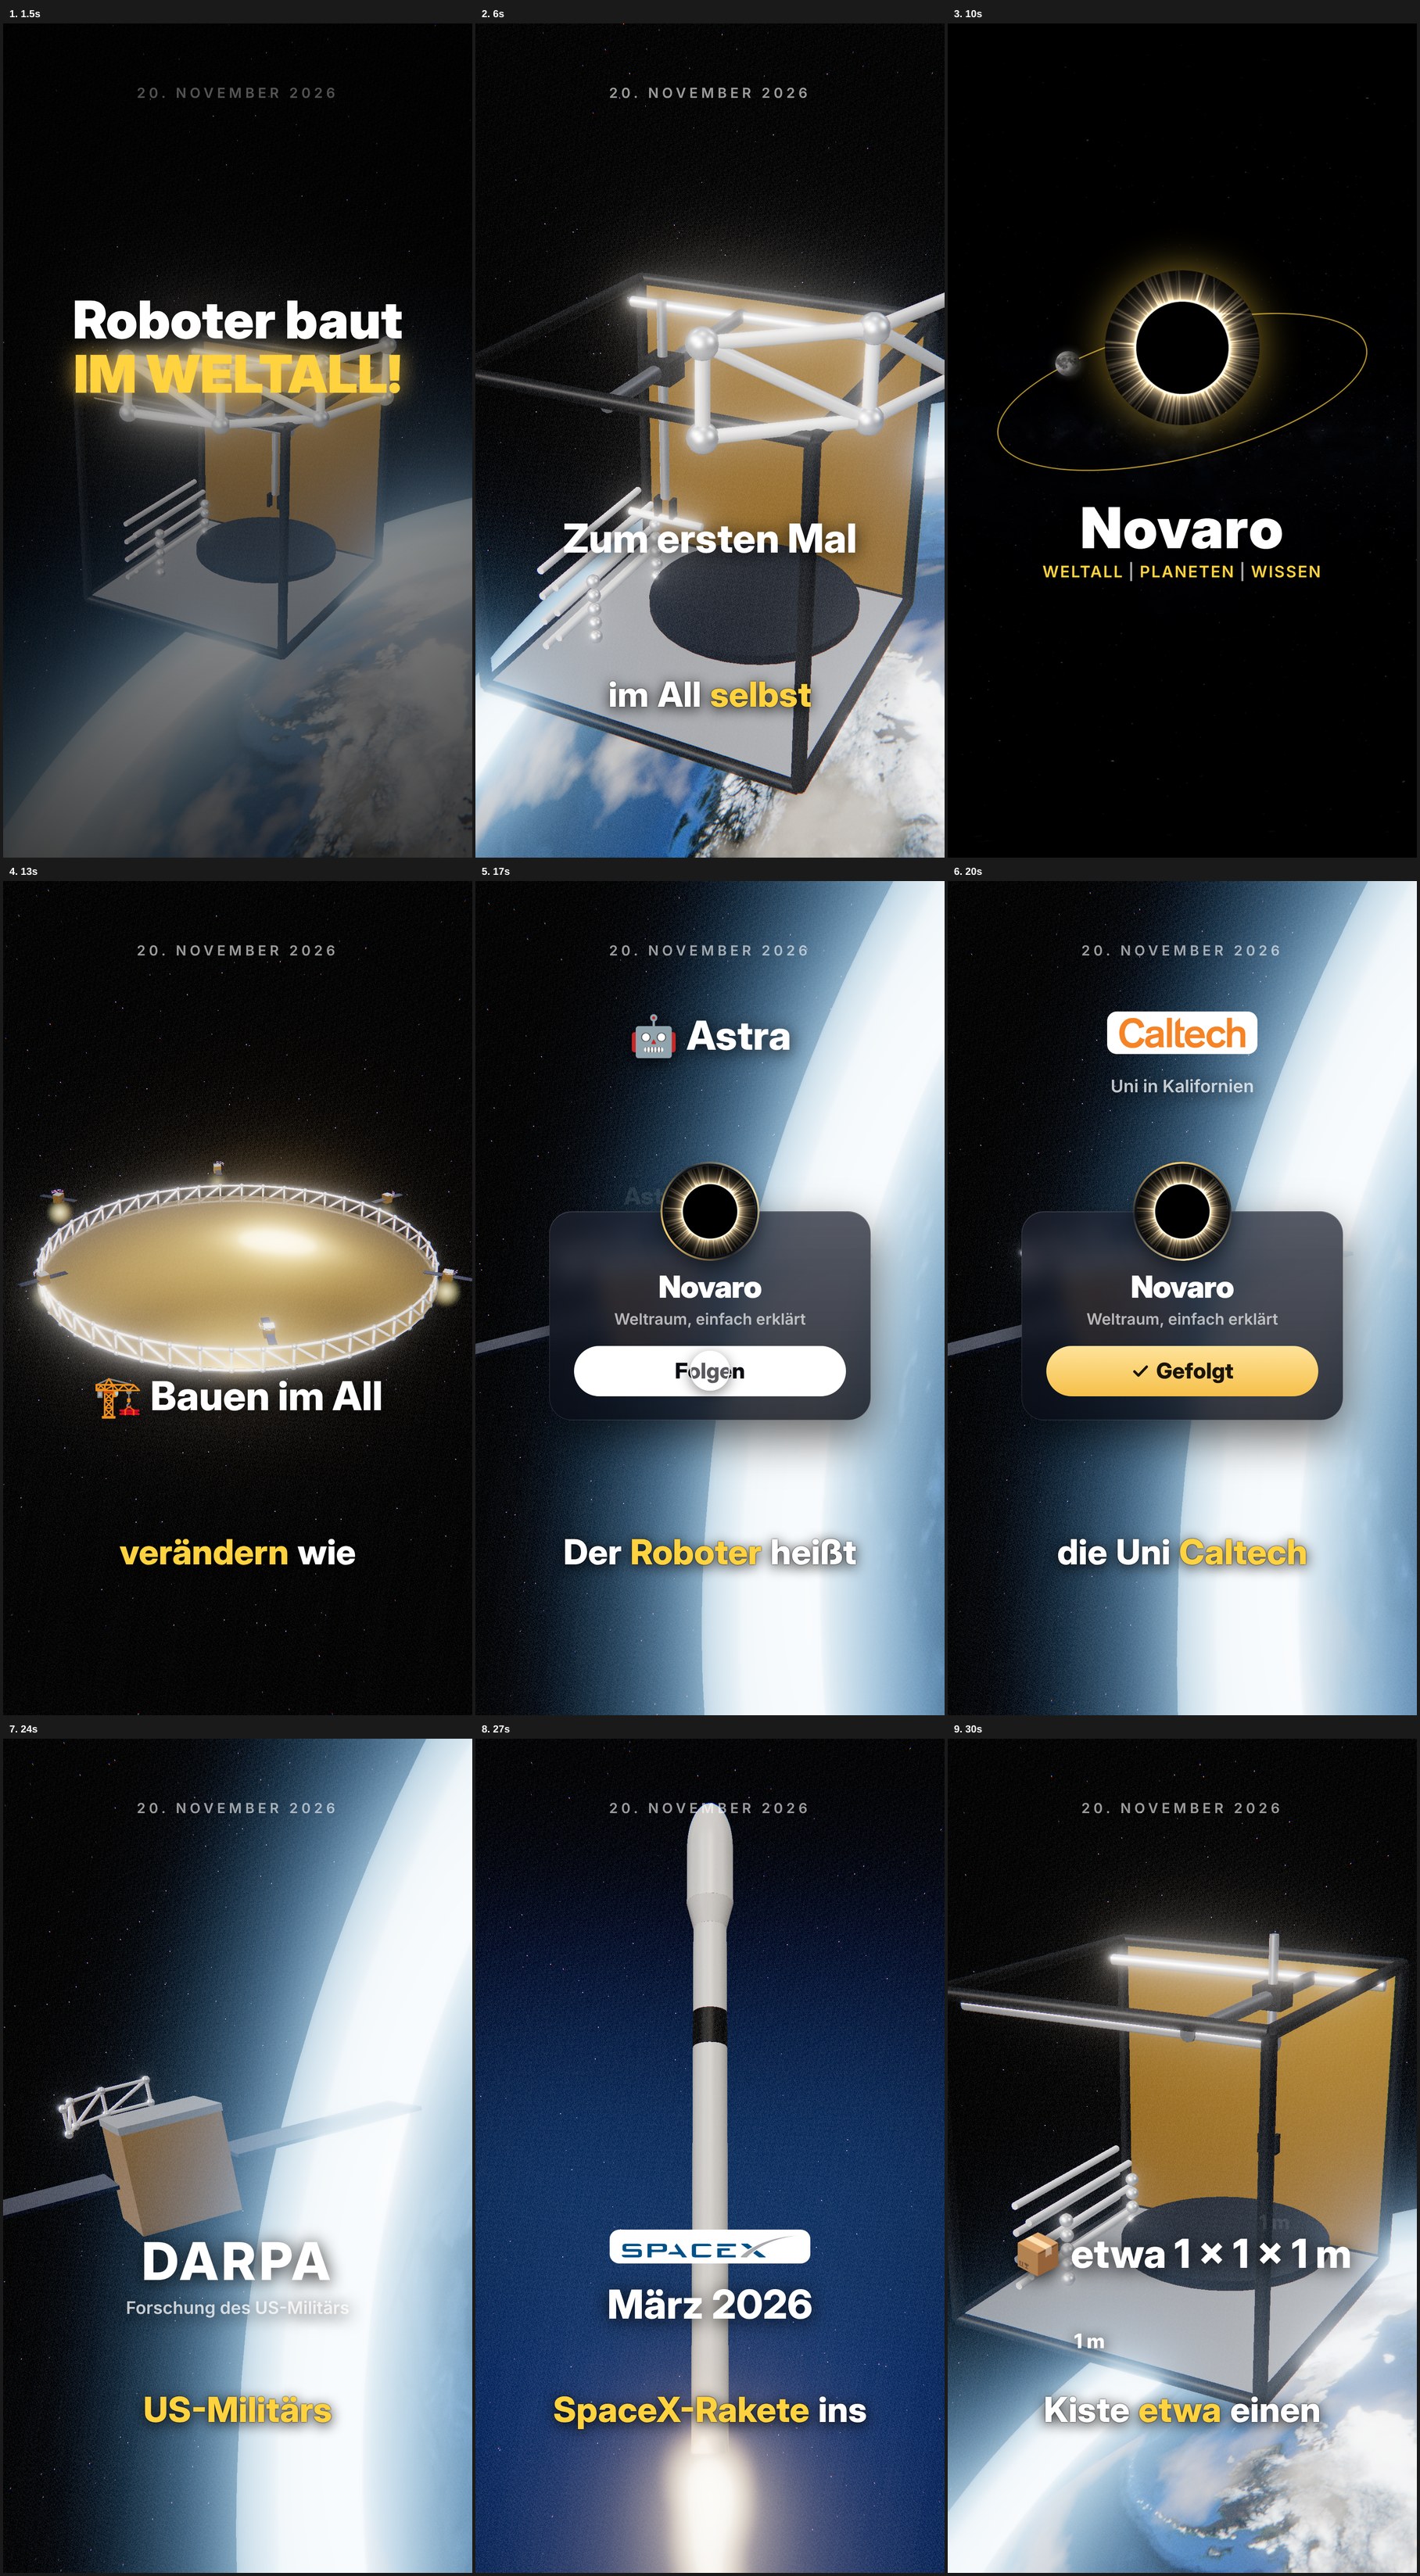 1. 1.5s
20. NOVEMBER 2026
Roboter baut
IM WELTALL!
2. 6s
20. NOVEMBER 2026
Zum ersten Mal
im All selbst
3. 10s
Novaro
WELTALL | PLANETEN | WISSEN
4. 13s
20. NOVEMBER 2026
🏗️ Bauen im All
verändern wie
5. 17s
20. NOVEMBER 2026
🤖 Astra
Ast
Novaro
Weltraum, einfach erklärt
Folgen
Der Roboter heißt
6. 20s
20. NOVEMBER 2026
Caltech
Uni in Kalifornien
Novaro
Weltraum, einfach erklärt
✓ Gefolgt
die Uni Caltech
7. 24s
20. NOVEMBER 2026
DARPA
Forschung des US-Militärs
US-Militärs
8. 27s
20. NOVEMBER 2026
SPACEX
März 2026
SpaceX-Rakete ins
9. 30s
20. NOVEMBER 2026
1 m
📦 etwa 1 × 1 × 1 m
1 m
Kiste etwa einen